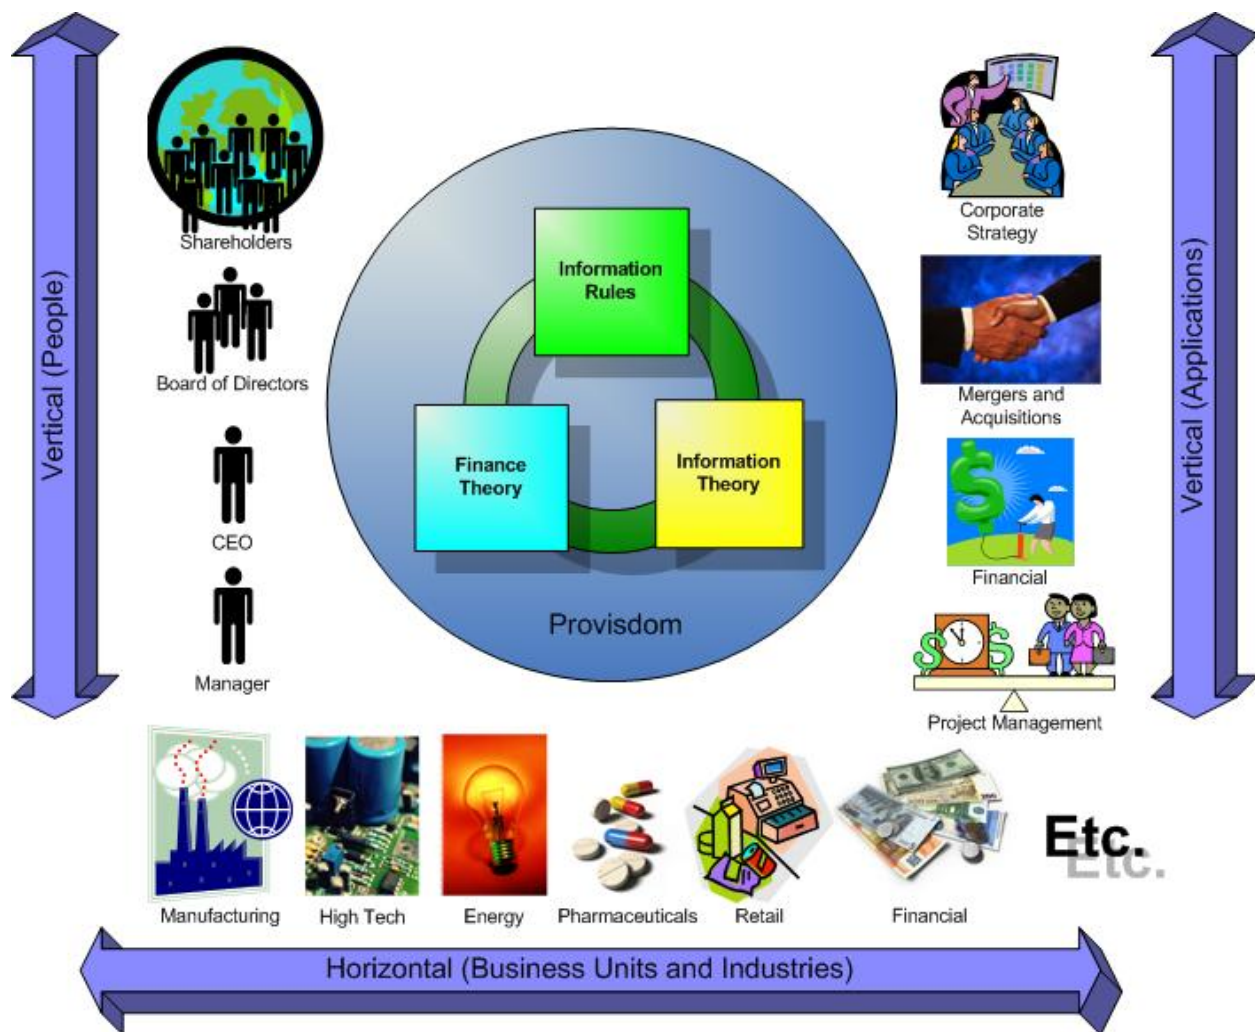 Vertical (People)
Shareholders
Board of Directors
CEO
Manager
Information
Rules
Finance
Theory
Information
Theory
Provisdom
Corporate
Strategy
Mergers and
Acquisitions
Financial
Project Management
Vertical (Applications)
Manufacturing
High Tech
Energy
Pharmaceuticals
Retail
Financial
Etc.
Horizontal (Business Units and Industries)